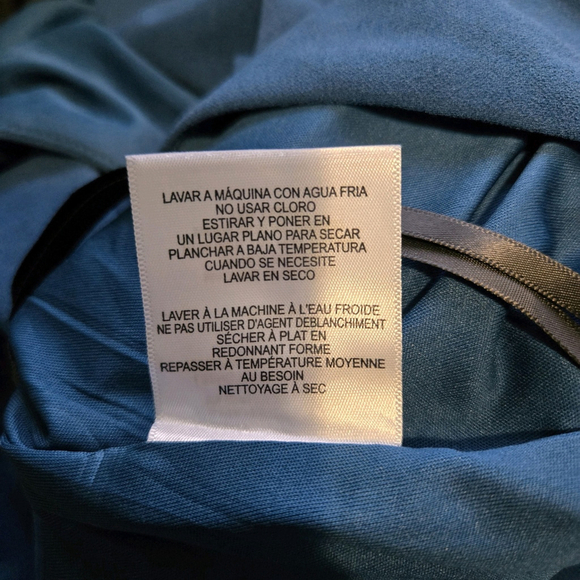 LAVAR A MÁQUINA CON AGUA FRIA
NO USAR CLORO
ESTIRAR Y PONER EN
UN LUGAR PLANO PARA SECAR
PLANCHAR A BAJA TEMPERATURA
CUANDO SE NECESITE
LAVAR EN SECO
LAVER À LA MACHINE À L'EAU FROIDE
NE PAS UTILISER D'AGENT DEBLANCHIMENT
SÉCHER À PLAT EN
REDONNANT FORME
REPASSER À TEMPÉRATURE MOYENNE
AU BESOIN
NETTOYAGE À SEC